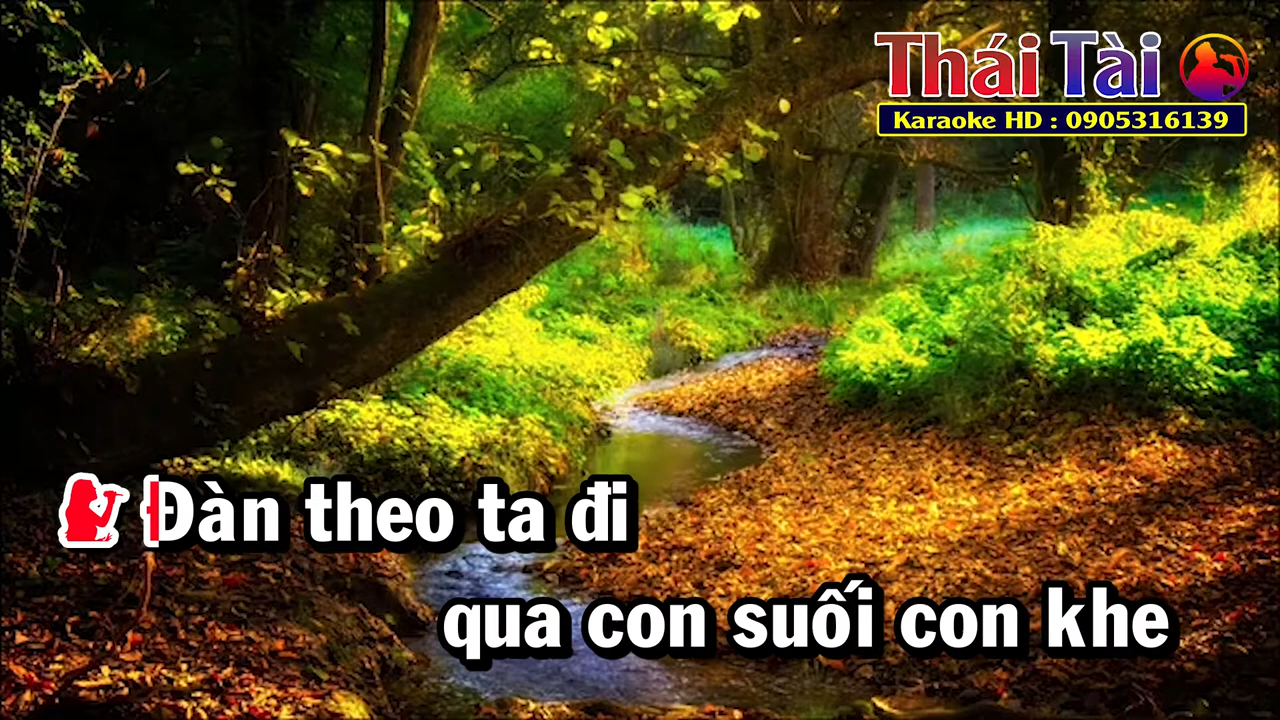 Thái Tài
Karaoke HD : 0905316139
Đàn theo ta đi
qua con suối con khe